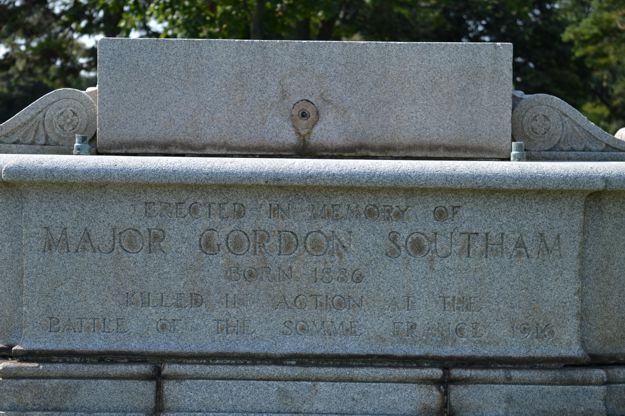 ERECTED IN MEMORY OF
MAJOR GORDON SOUTHAM
BORN 1886
KILLED IN ACTION AT THE
BATTLE OF THE SOMME FRANCE 1916